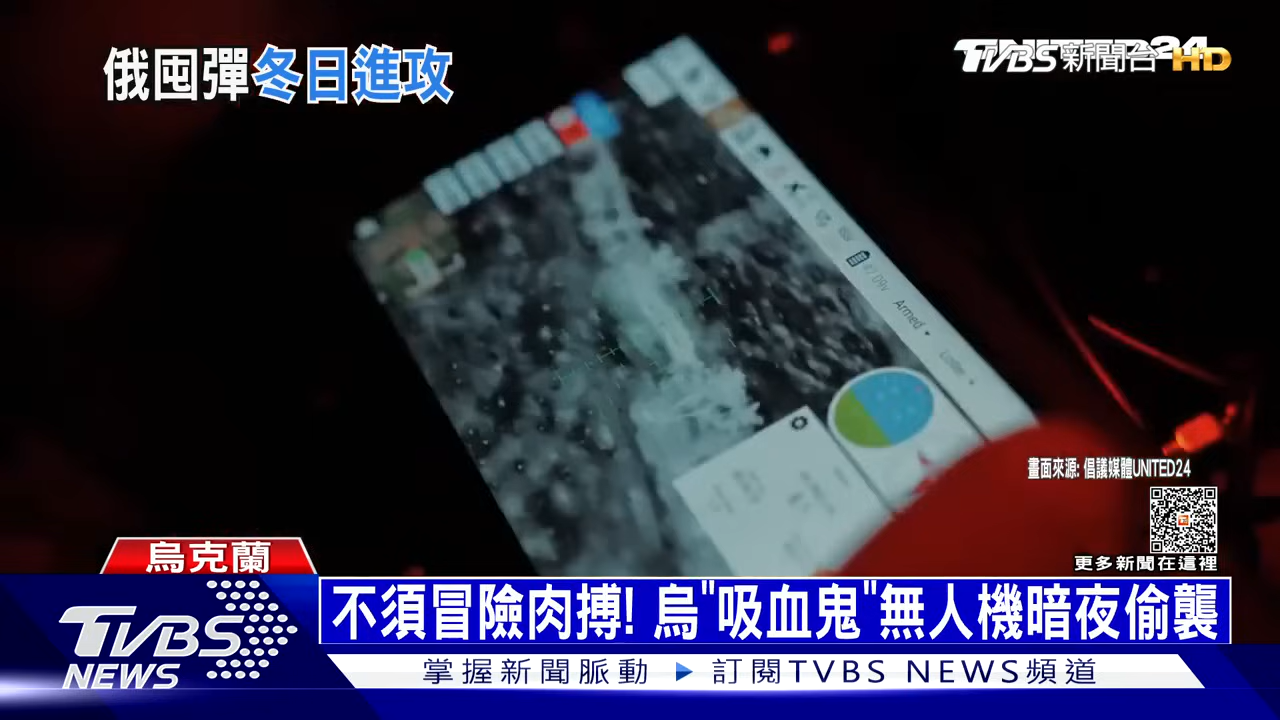 俄囤彈冬日進攻
TVBS新聞台HD
Armed
畫面來源: 倡議媒體UNITED24
更多新聞在這裡
烏克蘭
TVBS NEWS
不須冒險肉搏! 烏"吸血鬼"無人機暗夜偷襲
掌握新聞脈動 ▶ 訂閱TVBS NEWS頻道